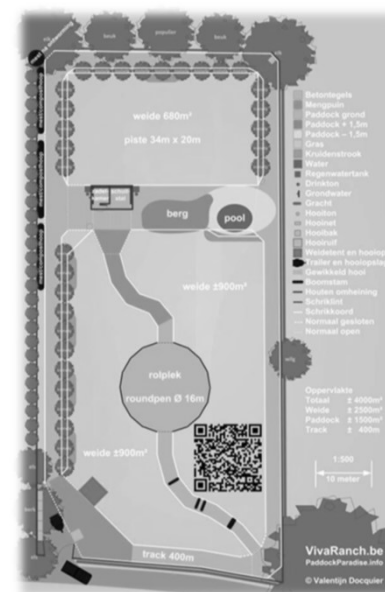 beuk
populier
beuk
weide 680m²
piste 34m x 20m
berg
pool
weide ±900m²
rolplek
roundpen Ø 16m
weide ±900m²
track 400m
wilg
Betontegels
Mengpuin
Paddock grond
Paddock + 1,5m
Paddock – 1,5m
Gras
Kruidenstrook
Water
Regenwatertank
Drinkton
Grondwater
Gracht
Hooiton
Hooinet
Hooibak
Hooiruif
Weidetent en hooiopslag
Trailer en hooiopslag
Gewikkeld hooi
Boomstam
Houten omheining
Schriklint
Schrikkoord
Normaal gesloten
Normaal open
Oppervlakte
Totaal ± 4000m²
Weide ± 2500m²
Paddock ± 1500m²
Track ± 400m
1:500
10 meter
VivaRanch.be
PaddockParadise.info
© Valentijn Docquier